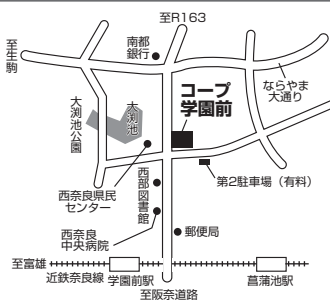 至R163
至生駒
南都
銀行
コープ
学園前
ならやま
大通り
大渕池公園
大渕池
西奈良県民
センター
西部図書館
第2駐車場（有料）
西奈良
中央病院
郵便局
至富雄
近鉄奈良線
学園前駅
菖蒲池駅
至阪奈道路